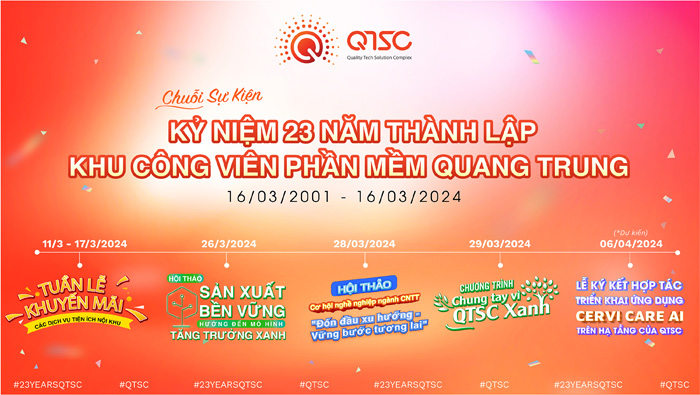 QTSC
Quality Tech Solution Complex
Chuỗi Sự Kiện
KỶ NIỆM 23 NĂM THÀNH LẬP
KHU CÔNG VIÊN PHẦN MỀM QUANG TRUNG
16/03/2001 - 16/03/2024
11/3 - 17/3/2024
TUẦN LỄ
KHUYẾN MÃI
CÁC DỊCH VỤ TIỆN ÍCH NỘI KHU
26/3/2024
HỘI THẢO
SẢN XUẤT
BỀN VỮNG
HƯỚNG ĐẾN MÔ HÌNH
TĂNG TRƯỞNG XANH
28/03/2024
HỘI THẢO
Cơ hội nghề nghiệp ngành CNTT
"Đón đầu xu hướng -
Vững bước tương lai"
29/03/2024
CHƯƠNG TRÌNH
Chung tay vì
QTSC Xanh
(*Dự kiến)
06/04/2024
LỄ KÝ KẾT HỢP TÁC
TRIỂN KHAI ỨNG DỤNG
CERVI CARE AI
TRÊN HẠ TẦNG CỦA QTSC
#23YEARSQTSC #QTSC #23YEARSQTSC #QTSC #23YEARSQTSC #QTSC #23YEARSQTSC